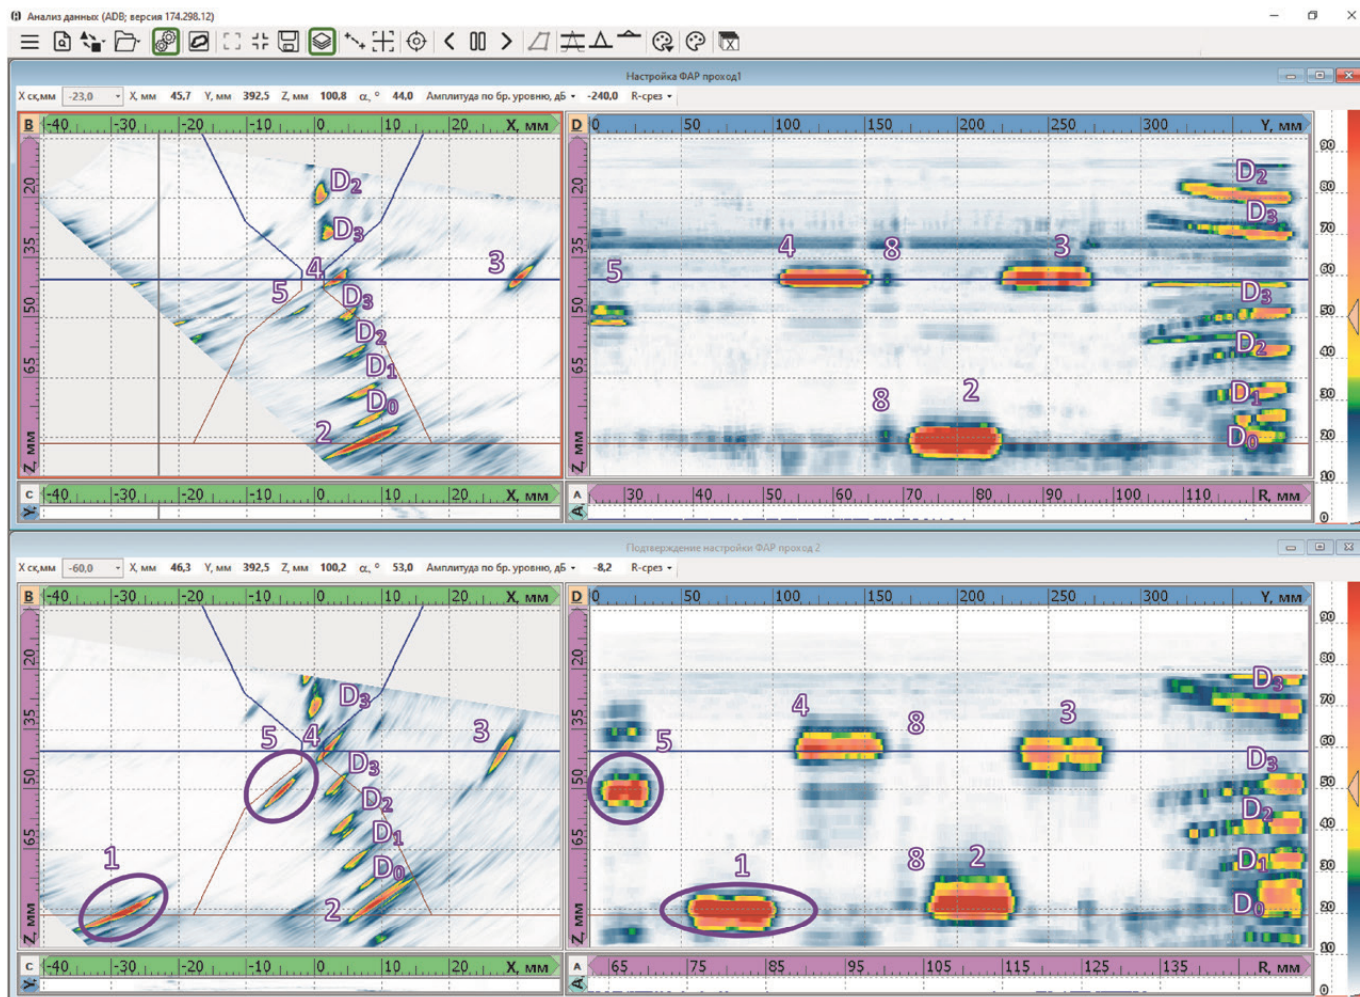 Анализ данных (ADB; версия 174.298.12)
Настройка ФАР проход1
X ск,мм -23,0 X, мм 45,7 Y, мм 392,5 Z, мм 100,8 α, ° 44,0 Амплитуда по бр. уровню, дБ -240,0 R-срез
B -40 -30 -20 -10 0 10 20 X, мм
D 0 50 100 150 200 250 300 Y, мм
20 35 50 65 Z, мм
D2
D3
4
3
5
D3
D2
D1
D0
2
20 35 50 65 Z, мм
D2
D3
4
8
3
5
D3
D2
8
2
D1
D0
90
80
70
60
50
40
30
20
10
0
C -40 -30 -20 -10 0 10 20 X, мм
A 30 40 50 60 70 80 90 100 110 R, мм
Y,
A,
Подтверждение настройки ФАР проход 2
X ск,мм -60,0 X, мм 46,3 Y, мм 392,5 Z, мм 100,2 α, ° 53,0 Амплитуда по бр. уровню, дБ -8,2 R-срез
B -40 -30 -20 -10 0 10 20 X, мм
D 0 50 100 150 200 250 300 Y, мм
20 35 50 65 Z, мм
D3
5
4
3
D3
D2
D1
1
D0
2
20 35 50 65 Z, мм
D3
4
8
3
5
D3
D2
1
8
2
D1
D0
90
80
70
60
50
40
30
20
10
0
C -40 -30 -20 -10 0 10 20 X, мм
A 65 75 85 95 105 115 125 135 R, мм
Y,
A,